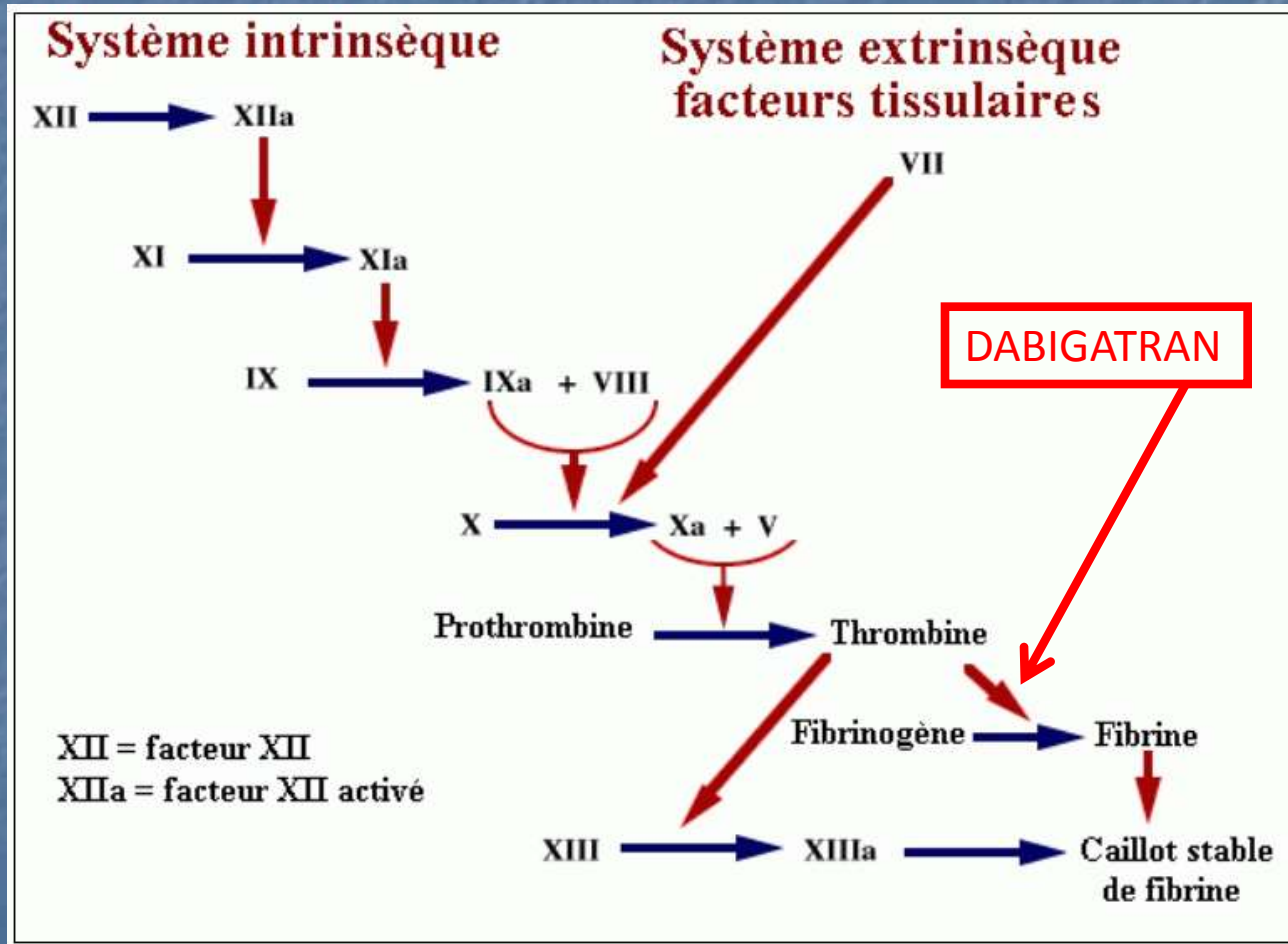 Système intrinsèque
Système extrinsèque
facteurs tissulaires
XII
XIIa
VII
XI
XIa
DABIGATRAN
IX
IXa + VIII
X
Xa + V
Prothrombine
Thrombine
Fibrinogène
Fibrine
XII = facteur XII
XIIa = facteur XII activé
XIII
XIIIa
Caillot stable
de fibrine